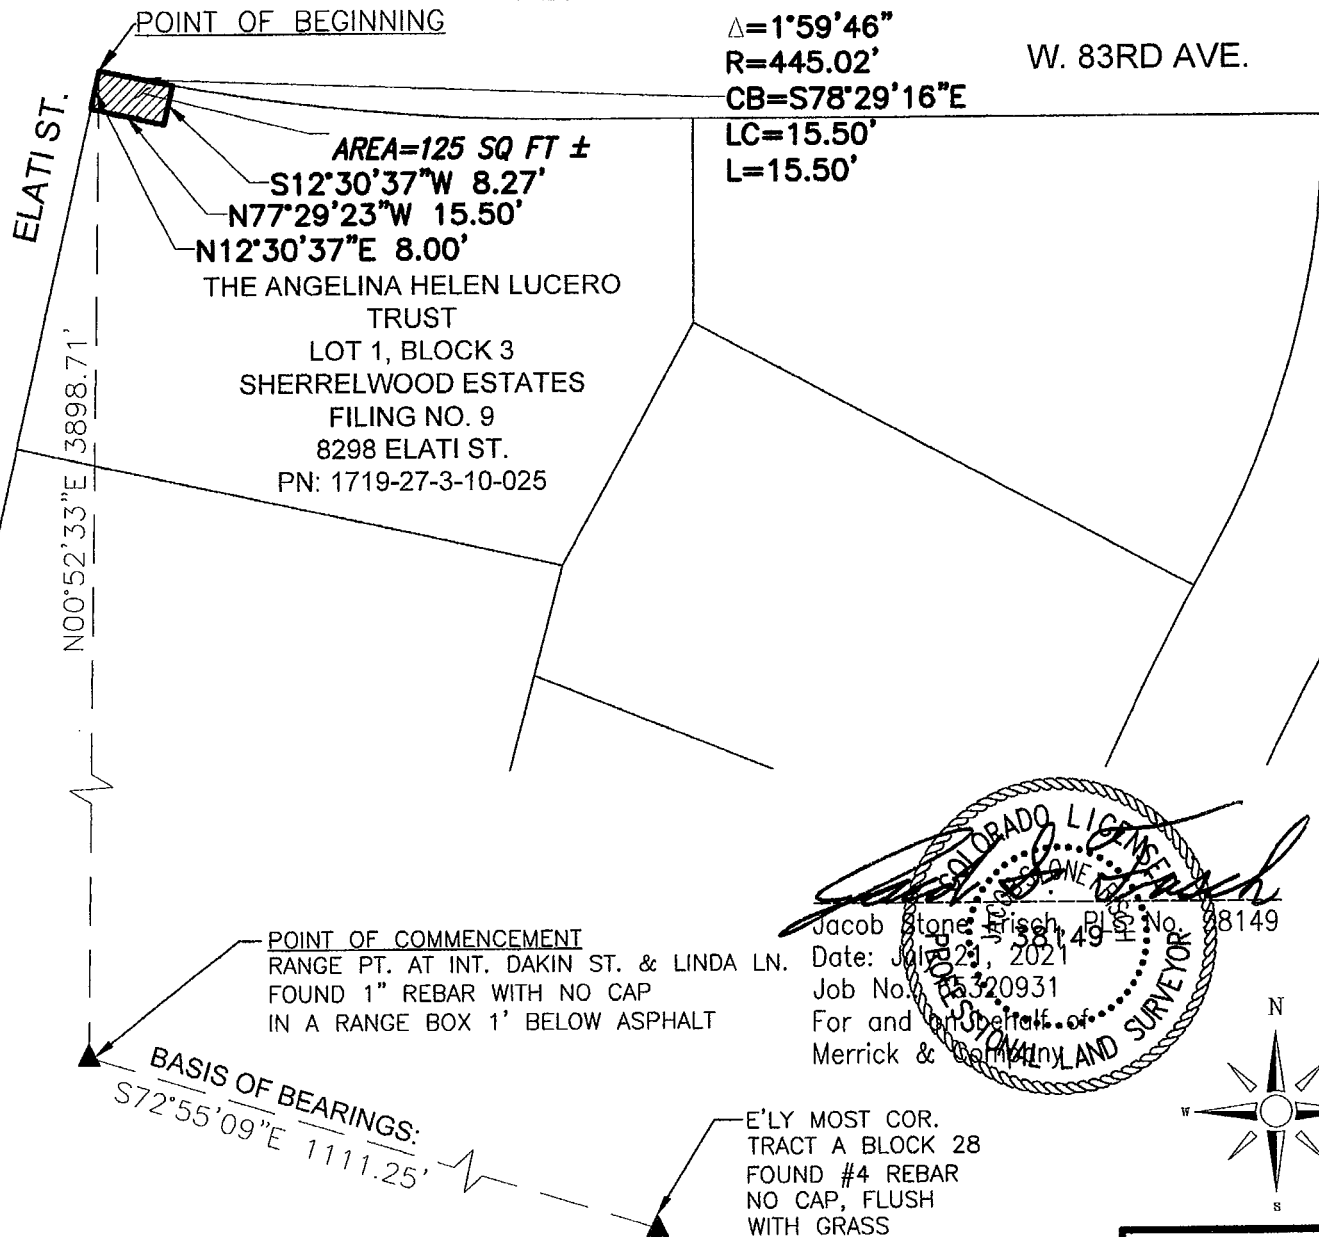 POINT OF BEGINNING
Δ=1°59'46"
R=445.02'
CB=S78°29'16"E
LC=15.50'
L=15.50'
W. 83RD AVE.
ELATI ST.
AREA=125 SQ FT ±
S12°30'37"W 8.27'
N77°29'23"W 15.50'
N12°30'37"E 8.00'
THE ANGELINA HELEN LUCERO
TRUST
LOT 1, BLOCK 3
SHERRELWOOD ESTATES
FILING NO. 9
8298 ELATI ST.
PN: 1719-27-3-10-025
N00°52'33"E 3898.71'
POINT OF COMMENCEMENT
RANGE PT. AT INT. DAKIN ST. & LINDA LN.
FOUND 1" REBAR WITH NO CAP
IN A RANGE BOX 1' BELOW ASPHALT
BASIS OF BEARINGS:
S72°55'09"E 1111.25'
E'LY MOST COR.
TRACT A BLOCK 28
FOUND #4 REBAR
NO CAP, FLUSH
WITH GRASS
COLORADO LICENSED
PROFESSIONAL LAND SURVEYOR
JACOB STONE FRISCH
38149
Jacob Stone Frisch, PLS No. 38149
Date: July 21, 2021
Job No. 65320931
For and on behalf of
Merrick & Company
N
W
S